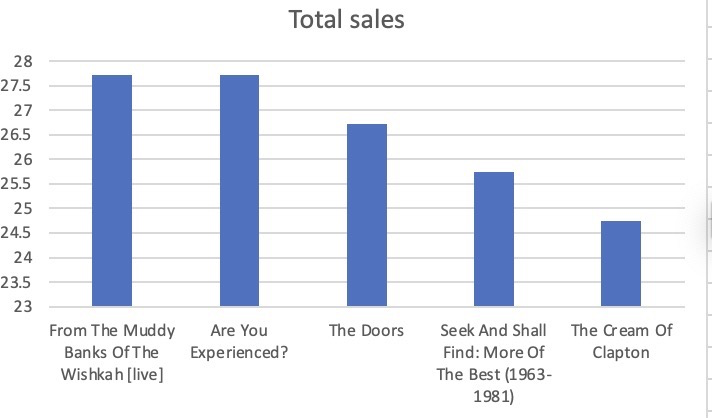 Total sales
28
27.5
27
26.5
26
25.5
25
24.5
24
23.5
23
From The Muddy
Banks Of The
Wishkah [live]
Are You
Experienced?
The Doors
Seek And Shall
Find: More Of
The Best (1963-
1981)
The Cream Of
Clapton